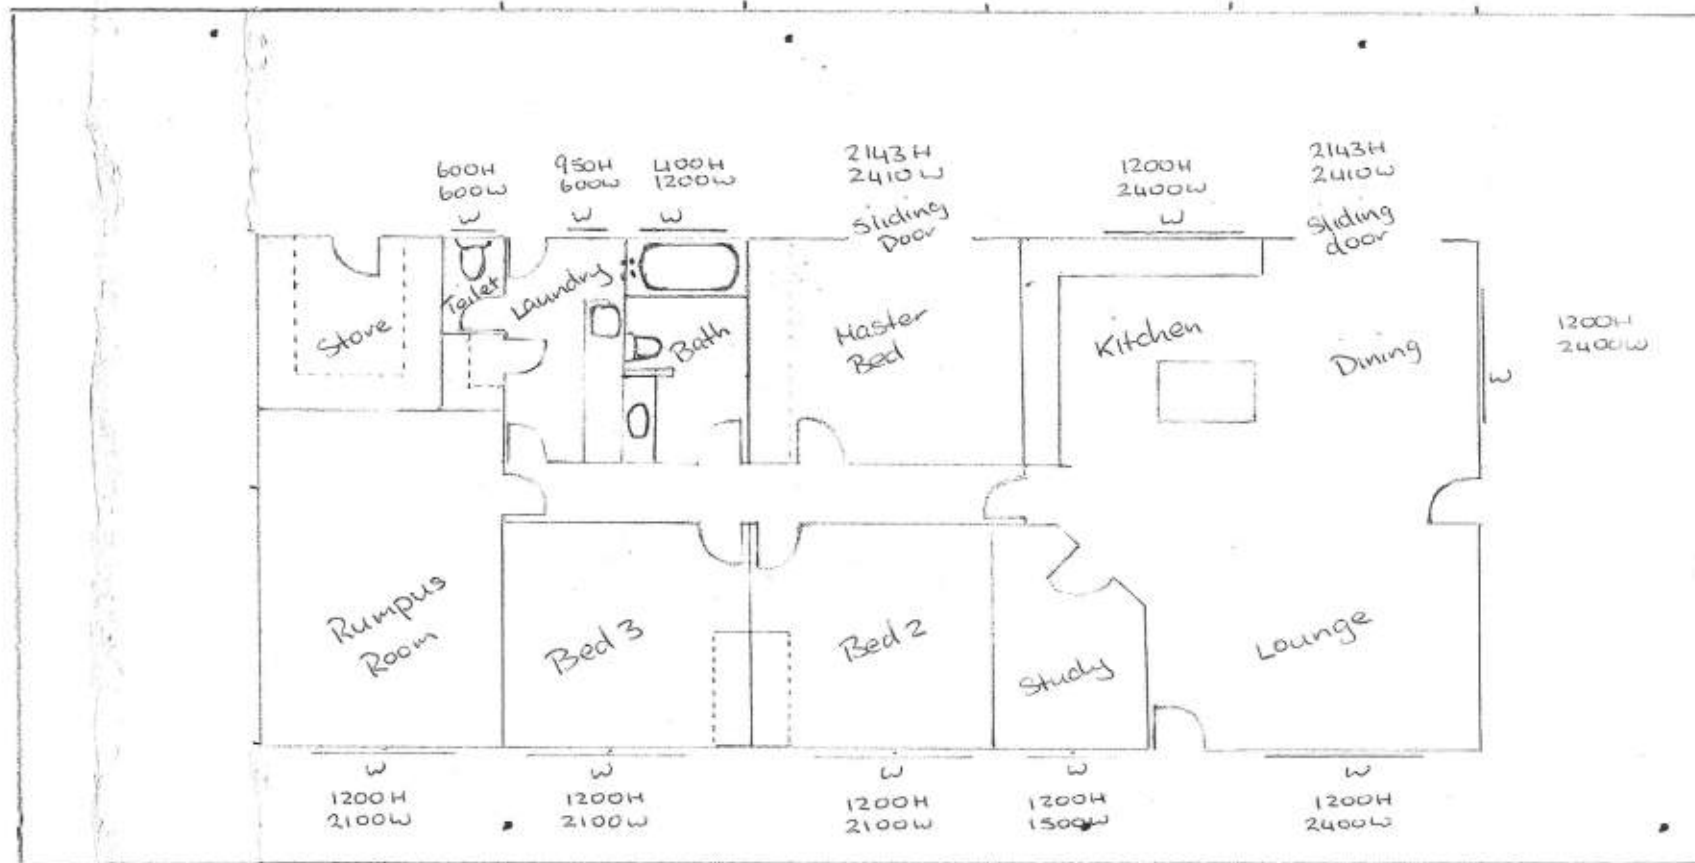 600H
600W
950H
600W
400H
1200W
2143H
2410W
1200H
2400W
2143H
2410W
W
W
W
Sliding
Door
W
Sliding
door
Toilet
Laundry
Store
Bath
Master
Bed
Kitchen
Dining
1200H
2400W
W
Rumpus
Room
Bed 3
Bed 2
Study
Lounge
W
W
W
W
W
1200H
2100W
1200H
2100W
1200H
2100W
1200H
1500W
1200H
2400W